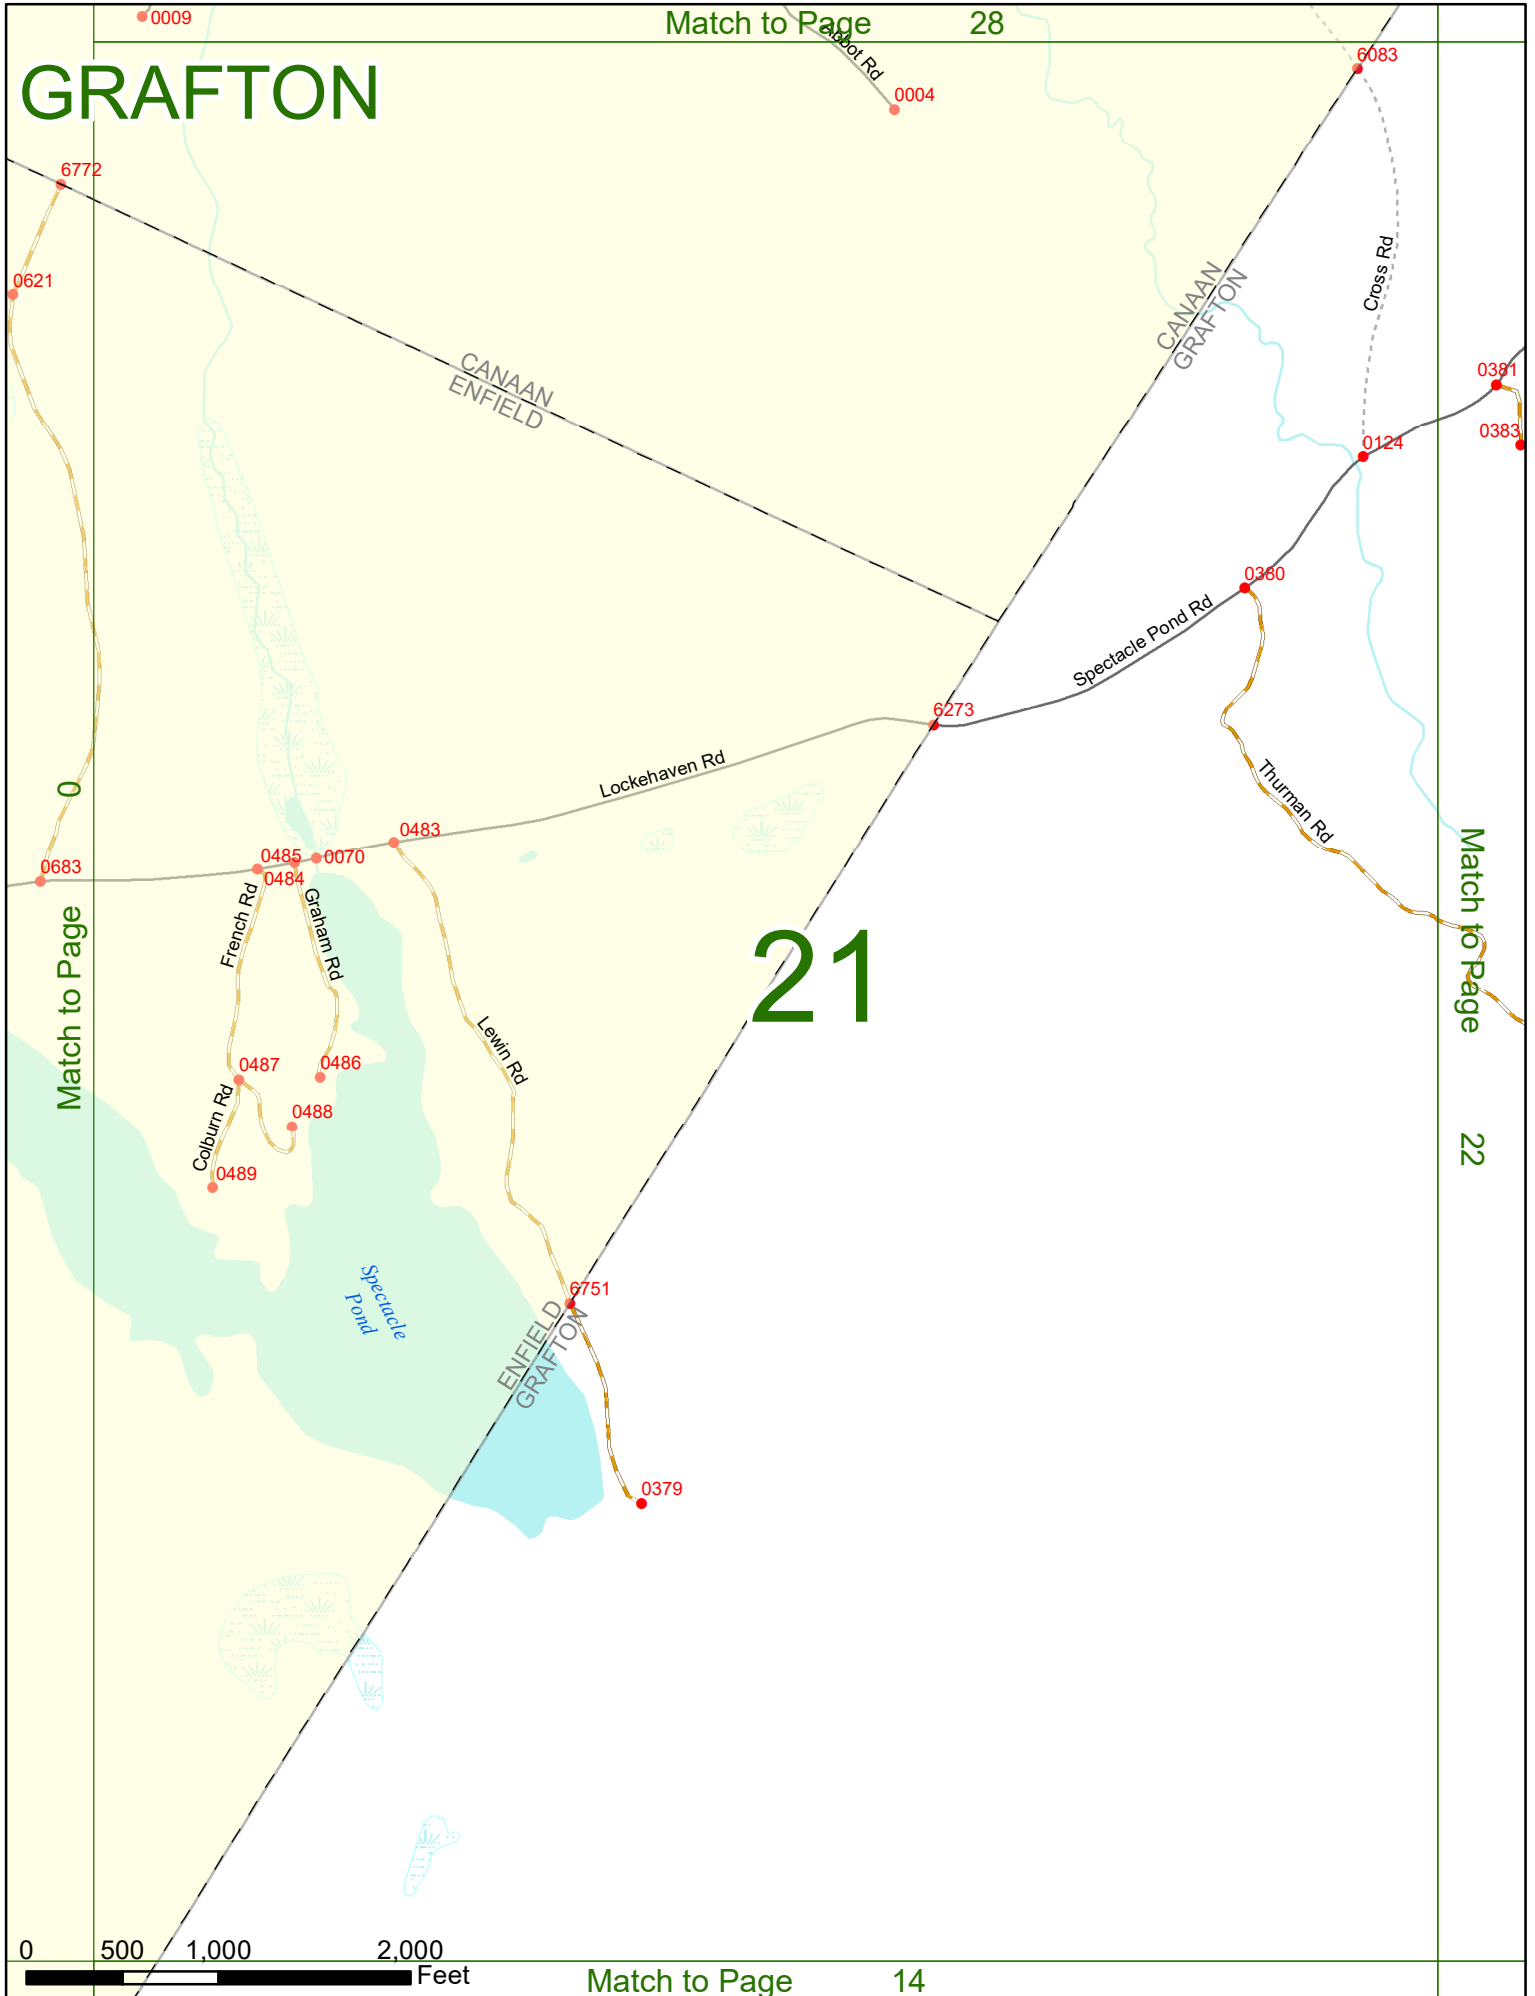 0009
Match to Page 28
Abbot Rd
6083
GRAFTON
0004
6772
Cross Rd
0621
CANAAN
GRAFTON
CANAAN
ENFIELD
0381
0383
0124
0380
Spectacle Pond Rd
6273
Lockehaven Rd
Thurman Rd
Match to Page 0
0483
0485
0070
0484
0683
French Rd
Graham Rd
Match to Page 22
21
Lewin Rd
0487
0486
0488
Colburn Rd
0489
Spectacle
Pond
6751
ENFIELD
GRAFTON
0379
0 500 1,000 2,000
Feet
Match to Page 14